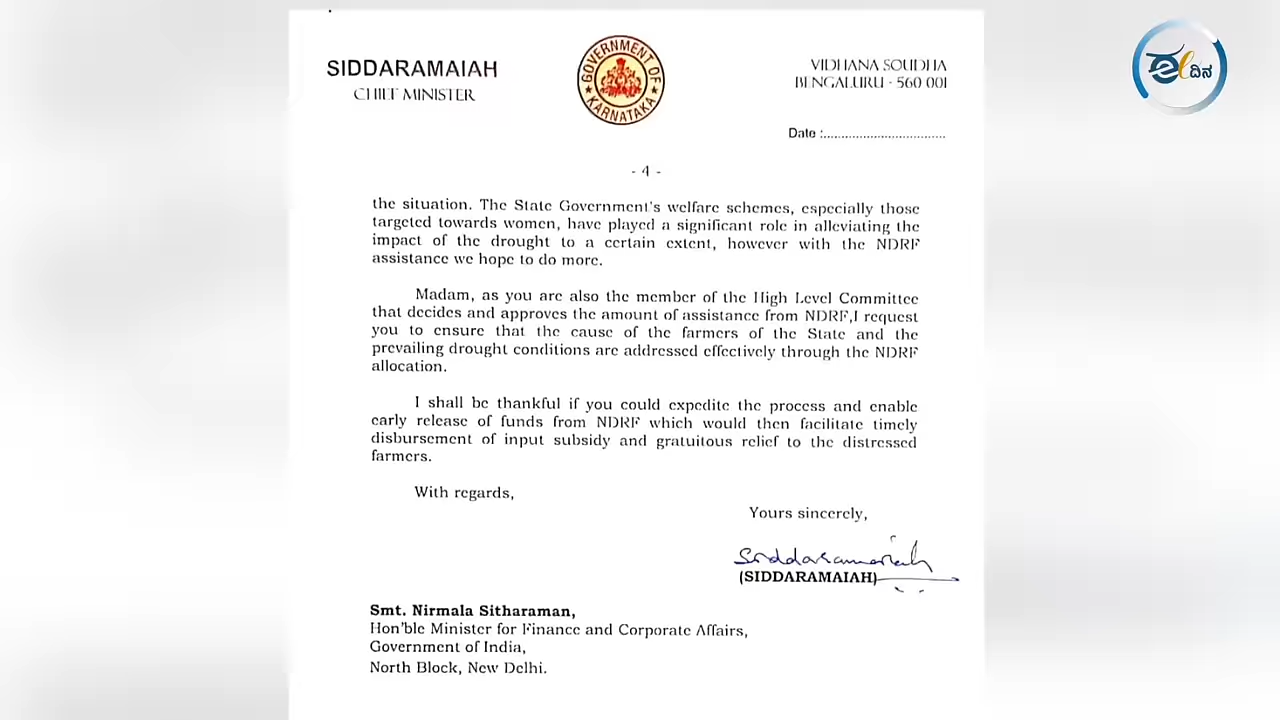 SIDDARAMAIAH
CHIEF MINISTER
GOVERNMENT OF KARNATAKA
VIDHANA SOUDHA
BENGALURU - 560 001
Date :................................
- 4 -
the situation. The State Government's welfare schemes, especially those
targeted towards women, have played a significant role in alleviating the
impact of the drought to a certain extent, however with the NDRF
assistance we hope to do more.
Madam, as you are also the member of the High Level Committee
that decides and approves the amount of assistance from NDRF,I request
you to ensure that the cause of the farmers of the State and the
prevailing drought conditions are addressed effectively through the NDRF
allocation.
I shall be thankful if you could expedite the process and enable
early release of funds from NDRF which would then facilitate timely
disbursement of input subsidy and gratuitous relief to the distressed
farmers.
With regards,
Yours sincerely,
Siddaramaiah
(SIDDARAMAIAH)
Smt. Nirmala Sitharaman,
Hon'ble Minister for Finance and Corporate Affairs,
Government of India,
North Block, New Delhi.
ದಿನ